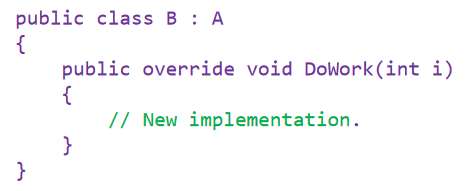 public class B : A
{
    public override void DoWork(int i)
    {
        // New implementation.
    }
}